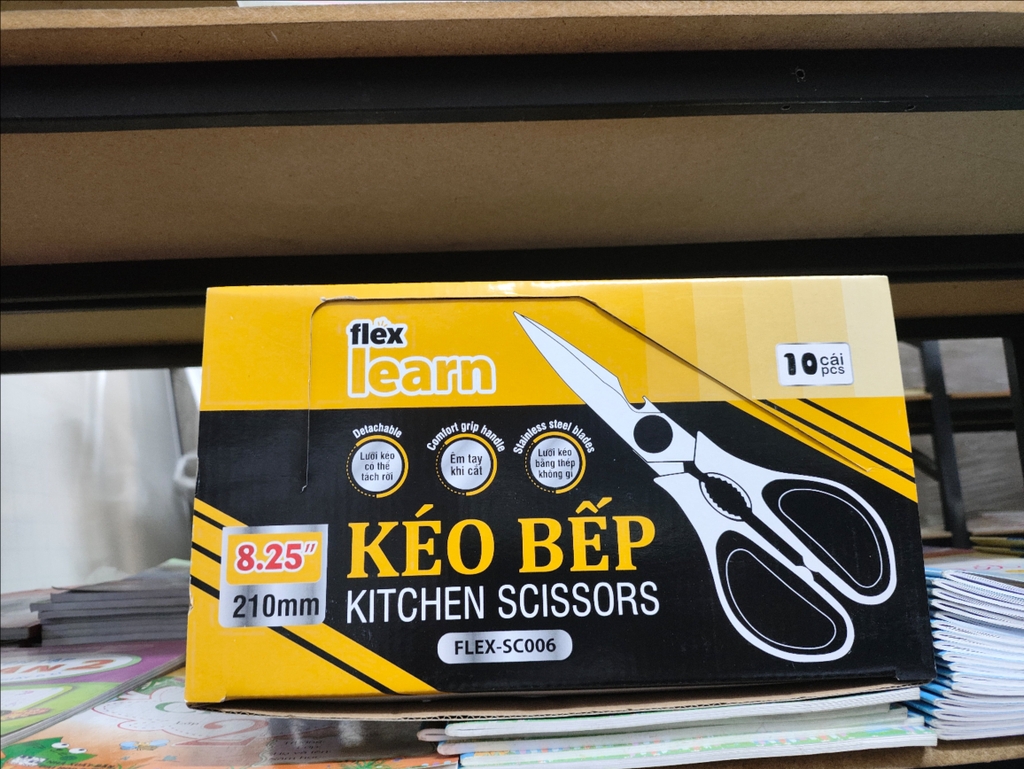 flex
learn
10 cái
pcs
Detachable
Lưỡi kéo
có thể
tách rời
Comfort grip handle
Êm tay
khi cắt
Stainless steel blades
Lưỡi kéo
bằng thép
không gỉ
8.25"
210mm
KÉO BẾP
KITCHEN SCISSORS
FLEX-SC006